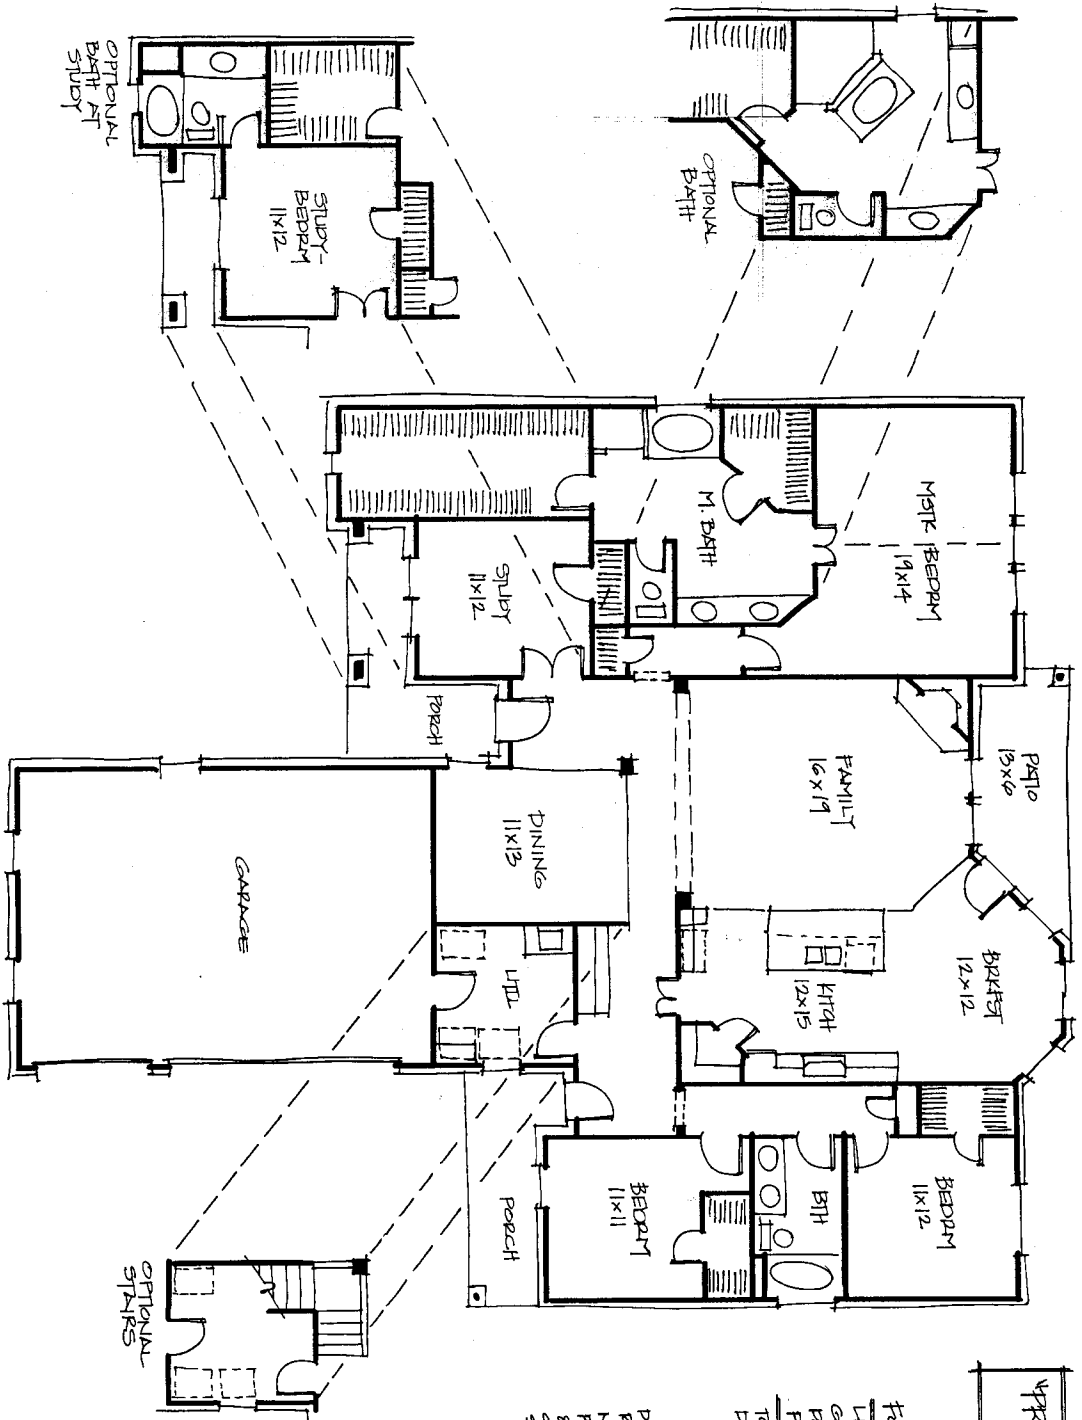 OPTIONAL
BATH AT
STUDY
STUDY-
BEDRM
11x12
OPTIONAL
BATH
MSTR BEDRM
19x14
M. BATH
STUDY
11x12
PORCH
PATIO
13x6
FAMILY
16x19
DINING
11x13
GARAGE
BRKFST
12x12
KITCH
12x15
UTIL
BEDRM
11x12
BTH
BEDRM
11x11
PORCH
OPTIONAL
STAIRS